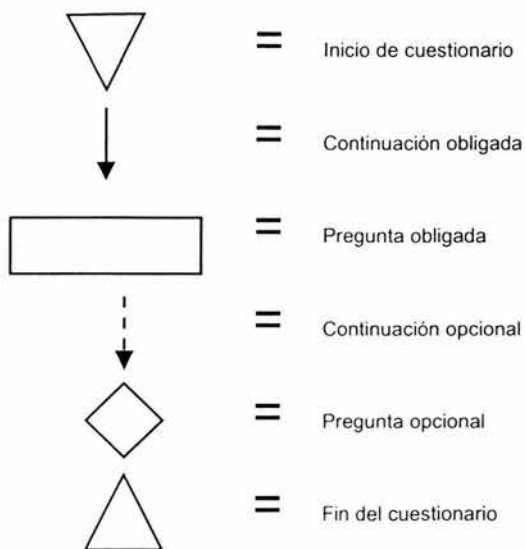 = Inicio de cuestionario
= Continuación obligada
= Pregunta obligada
= Continuación opcional
= Pregunta opcional
= Fin del cuestionario